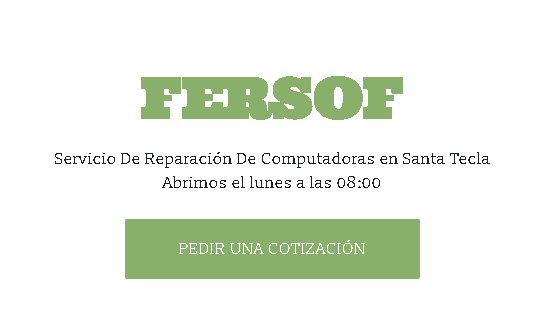 FERSOF
Servicio De Reparación De Computadoras en Santa Tecla
Abrimos el lunes a las 08:00
PEDIR UNA COTIZACIÓN